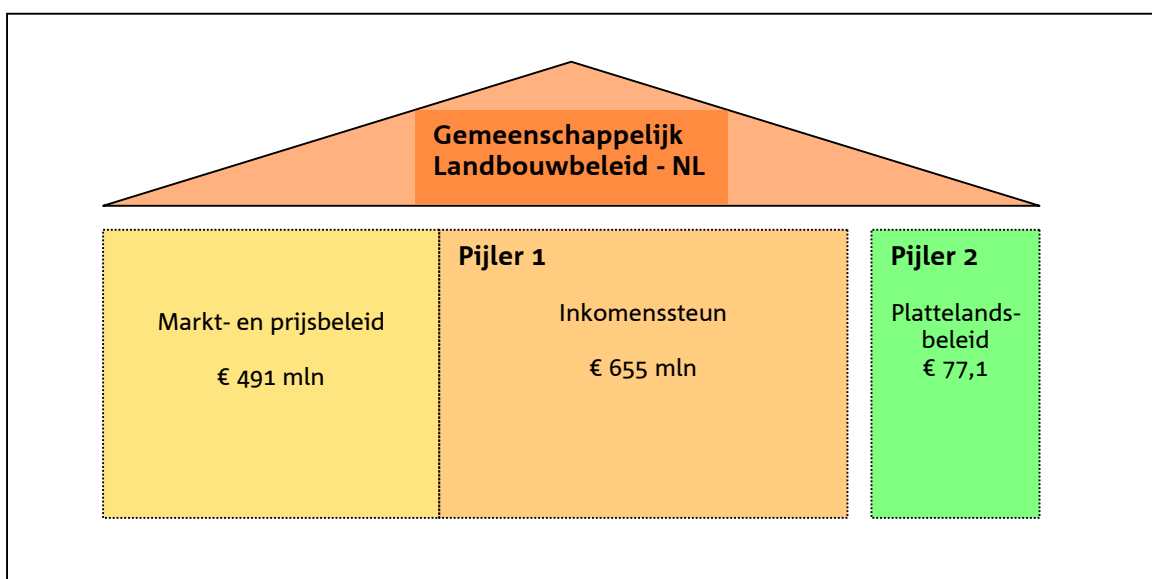 Gemeenschappelijk
Landbouwbeleid - NL
Markt- en prijsbeleid
€ 491 mln
Pijler 1
Inkomenssteun
€ 655 mln
Pijler 2
Plattelands-
beleid
€ 77,1